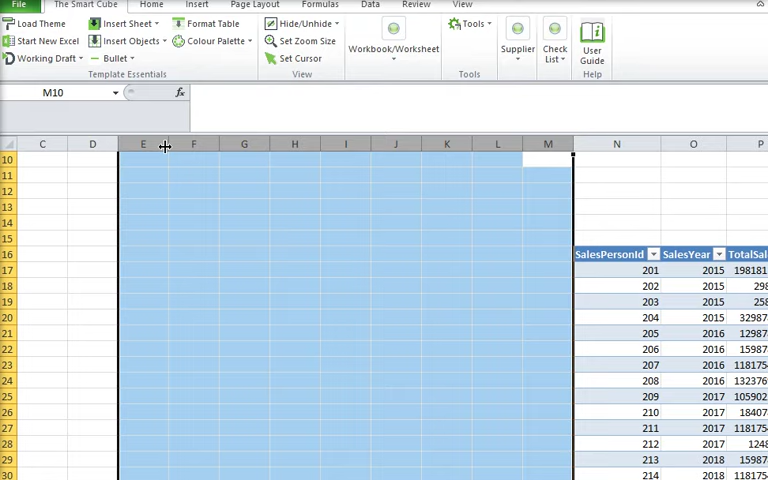 File The Smart Cube Home Insert Page Layout Formulas Data Review View
Load Theme Insert Sheet Format Table Hide/Unhide Tools
Start New Excel Insert Objects Colour Palette Set Zoom Size Workbook/Worksheet Supplier Check List User Guide
Working Draft Bullet Set Cursor
Template Essentials View Tools Help
M10 fx
C D E F G H I J K L M N O P
10
11
12
13
14
15
16 SalesPersonId SalesYear TotalSal
17 201 2015 198181
18 202 2015 298
19 203 2015 258
20 204 2015 32987
21 205 2016 12987
22 206 2016 15987
23 207 2016 118175
24 208 2016 132376
25 209 2017 105902
26 210 2017 18407
27 211 2017 118175
28 212 2017 1248
29 213 2018 15987
30 214 2018 118175